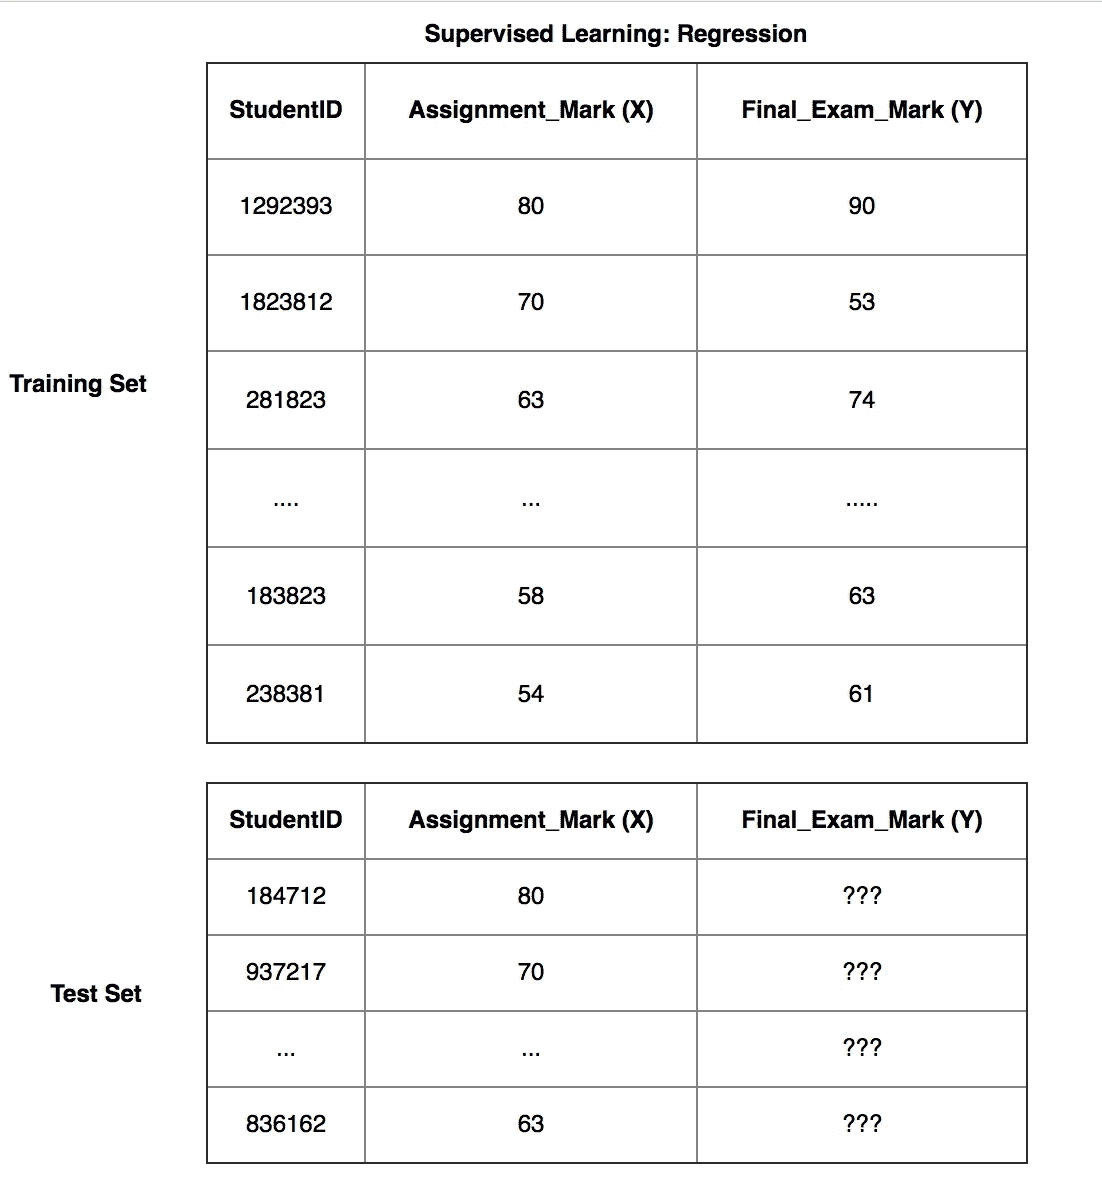 Supervised Learning: Regression
StudentID Assignment_Mark (X) Final_Exam_Mark (Y)
1292393 80 90
1823812 70 53
Training Set
281823 63 74
.... ... .....
183823 58 63
238381 54 61
StudentID Assignment_Mark (X) Final_Exam_Mark (Y)
184712 80 ???
937217 70 ???
Test Set
... ... ???
836162 63 ???